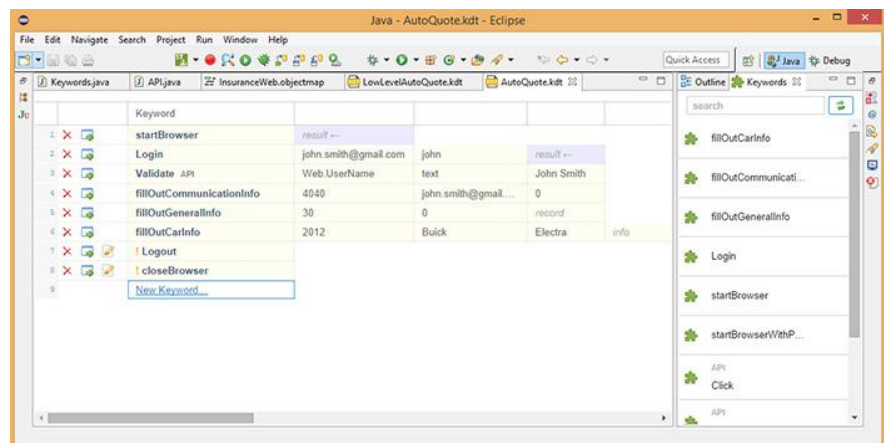 Java - AutoQuote.kdt - Eclipse
File Edit Navigate Search Project Run Window Help
Quick Access Java Debug
Keywords.java API.java InsuranceWeb.objectmap LowLevelAutoQuote.kdt AutoQuote.kdt Outline Keywords
search
Keyword
1 startBrowser result ←
2 Login john.smith@gmail.com john result ←
3 Validate API Web.UserName text John Smith
4 fillOutCommunicationInfo 4040 john.smith@gmail.... 0
5 fillOutGeneralInfo 30 0 record
6 fillOutCarInfo 2012 Buick Electra info
7 ! Logout
8 ! closeBrowser
9 New Keyword...
fillOutCarInfo
fillOutCommunicati...
fillOutGeneralInfo
Login
startBrowser
startBrowserWithP...
API
Click
API
Ju